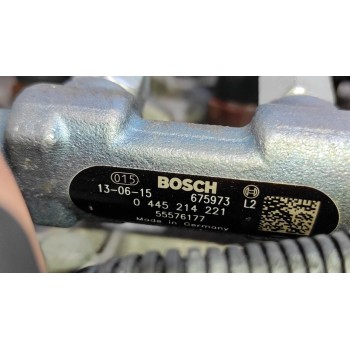 015 BOSCH
13-06-15 675973 L2
0 445 214 221
55576177
Made in Germany